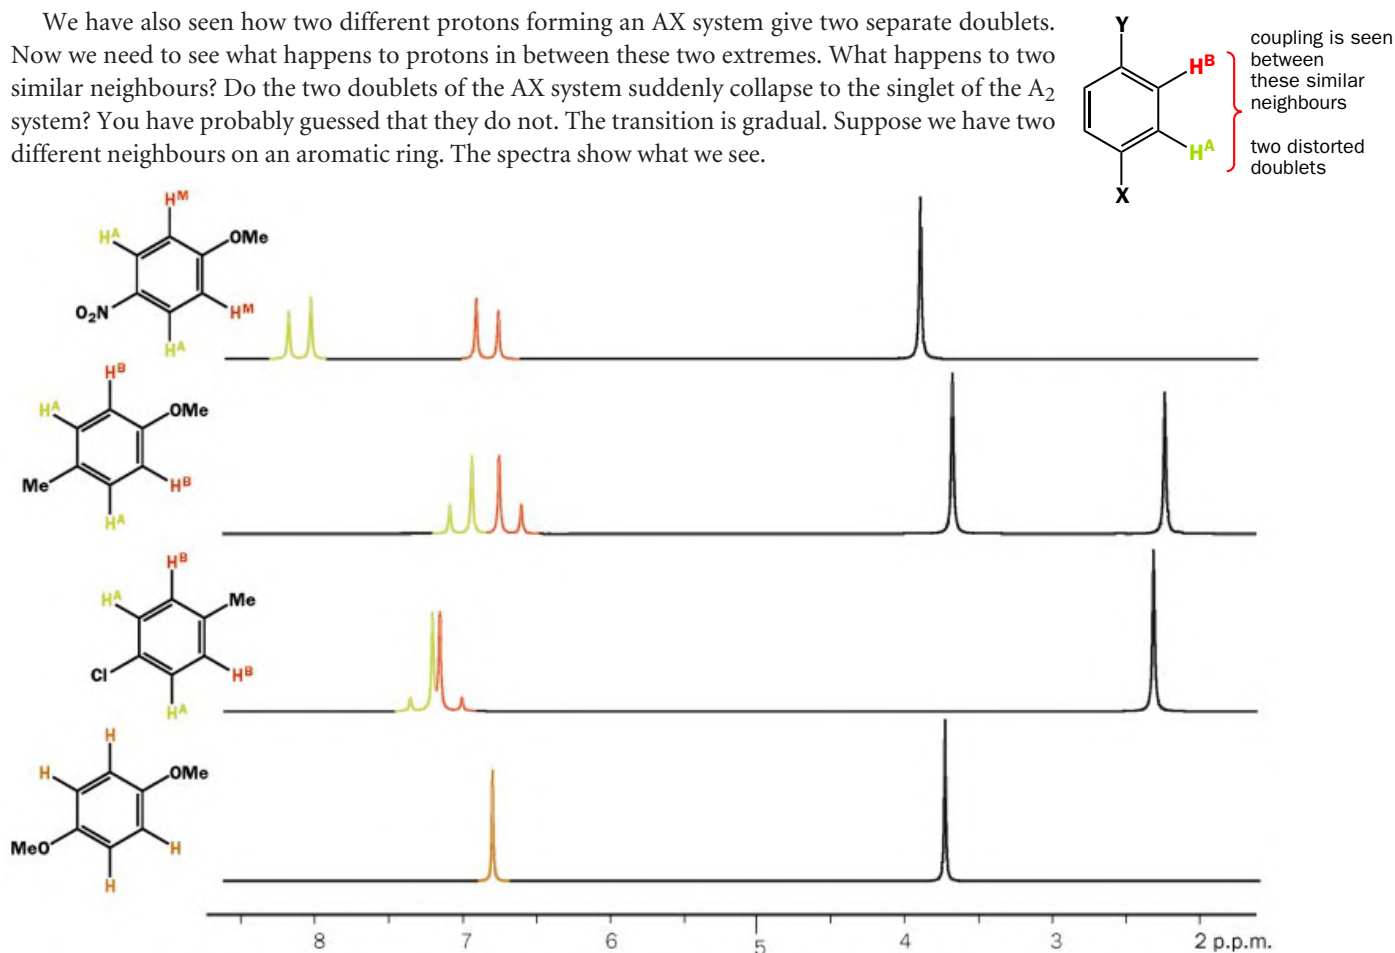 We have also seen how two different protons forming an AX system give two separate doublets.
Now we need to see what happens to protons in between these two extremes. What happens to two
similar neighbours? Do the two doublets of the AX system suddenly collapse to the singlet of the A2
system? You have probably guessed that they do not. The transition is gradual. Suppose we have two
different neighbours on an aromatic ring. The spectra show what we see.
Y
HB
HA
X
coupling is seen
between
these similar
neighbours
two distorted
doublets
HM
HA
OMe
O2N
HM
HA
HB
HA
OMe
Me
HB
HA
HB
HA
Me
Cl
HB
HA
H
H
OMe
MeO
H
H
8 7 6 5 4 3 2 p.p.m.